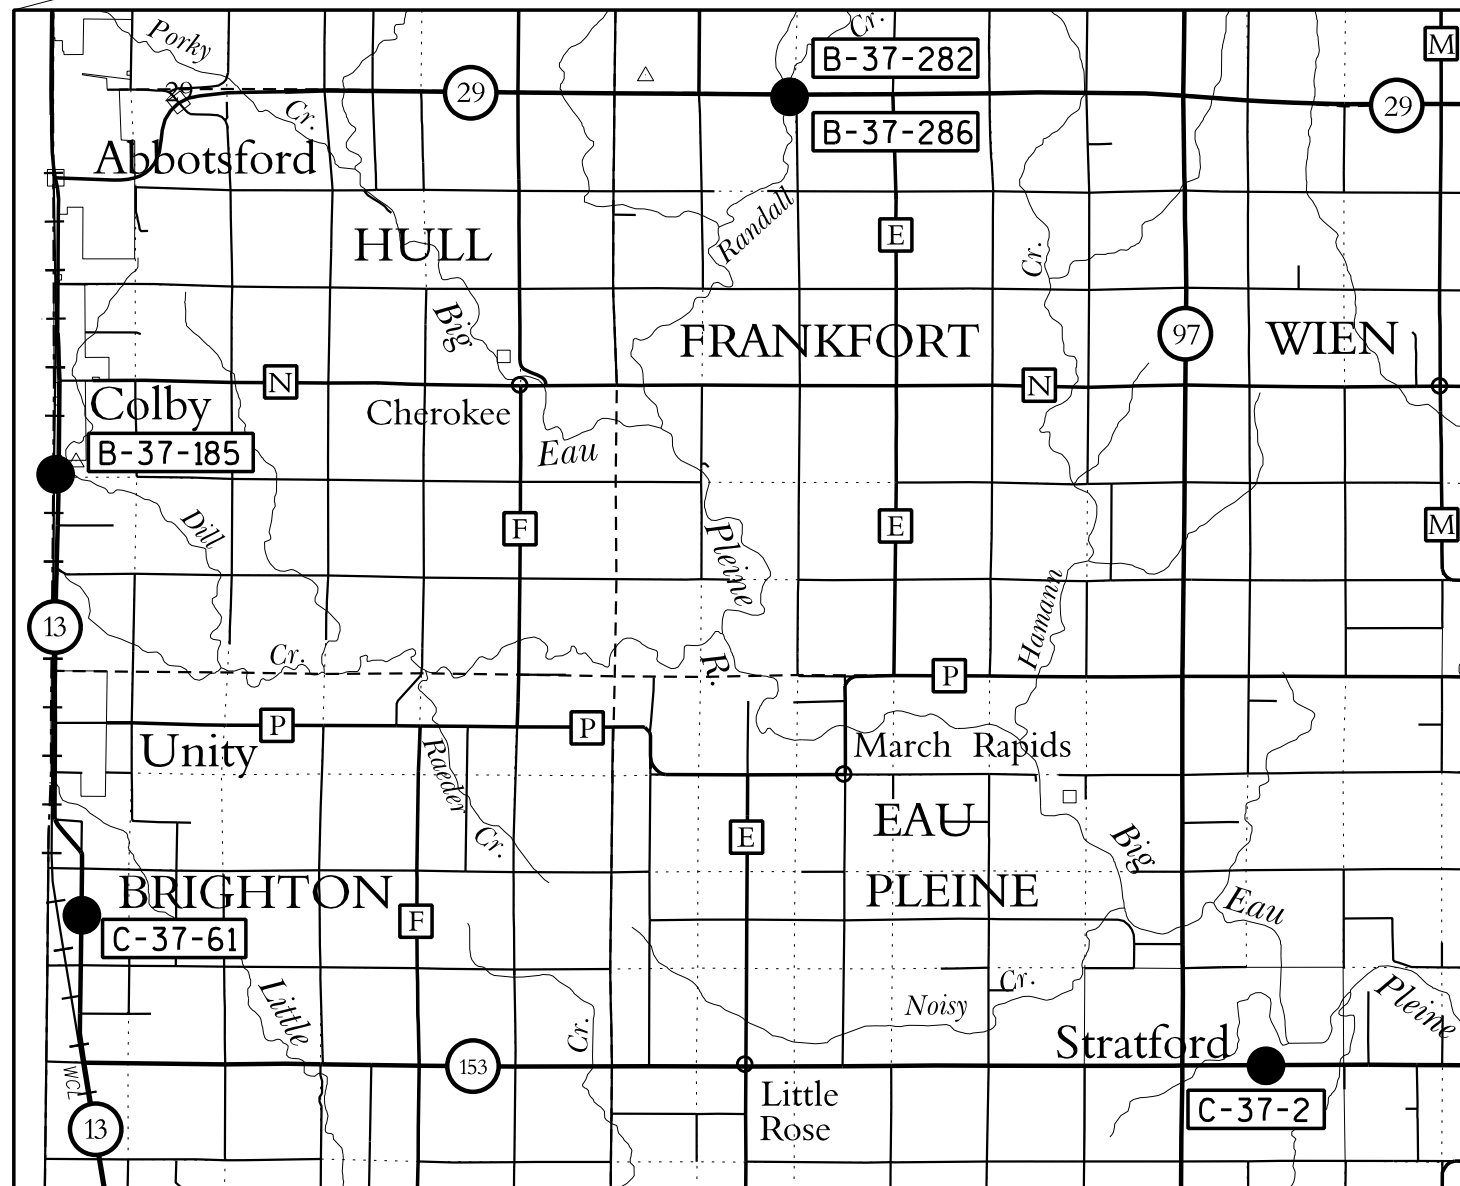 Porky
Cr.
B-37-282
M
29
29
29
Cr.
B-37-286
Abbotsford
Randall
E
HULL
Cr.
Big
FRANKFORT
97
WIEN
N
N
Colby
Cherokee
Eau
B-37-185
Dill
F
Pleine
E
M
13
Hamann
Cr.
R.
P
P
P
Unity
Raeder
March Rapids
Cr.
E
EAU
Big
BRIGHTON
PLEINE
F
Eau
C-37-61
Little
Cr.
Noisy
Cr.
Pleine
Stratford
WCL
153
Little
Rose
C-37-2
13